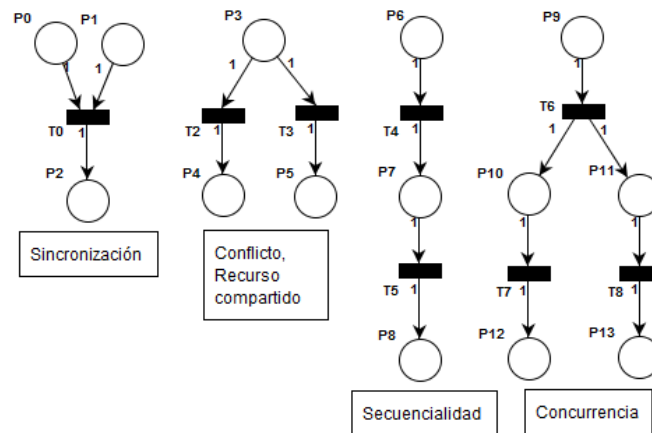 P0
P1
1
1
T0
1
P2
Sincronización
P3
1
1
T2
1
T3
1
P4
P5
Conflicto,
Recurso
compartido
P6
1
T4
1
P7
1
T5
1
P8
Secuencialidad
P9
1
T6
1
1
P10
P11
1
1
T7
1
T8
1
P12
P13
Concurrencia